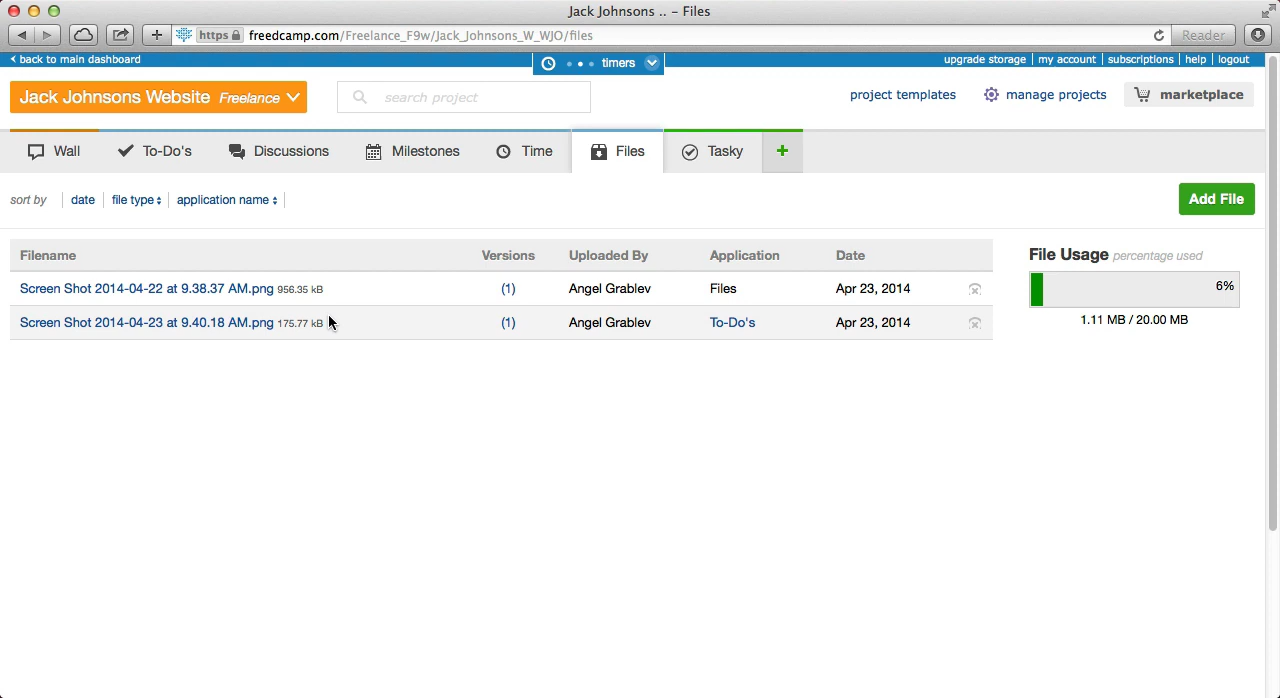 Jack Johnsons .. – Files
https freedcamp.com/Freelance_F9w/Jack_Johnsons_W_WJO/files Reader
back to main dashboard timers upgrade storage my account subscriptions help logout
Jack Johnsons Website Freelance search project project templates manage projects marketplace
Wall To-Do's Discussions Milestones Time Files Tasky +
sort by date file type application name Add File
Filename Versions Uploaded By Application Date
Screen Shot 2014-04-22 at 9.38.37 AM.png 956.35 kB (1) Angel Grablev Files Apr 23, 2014
Screen Shot 2014-04-23 at 9.40.18 AM.png 175.77 kB (1) Angel Grablev To-Do's Apr 23, 2014
File Usage percentage used
6%
1.11 MB / 20.00 MB